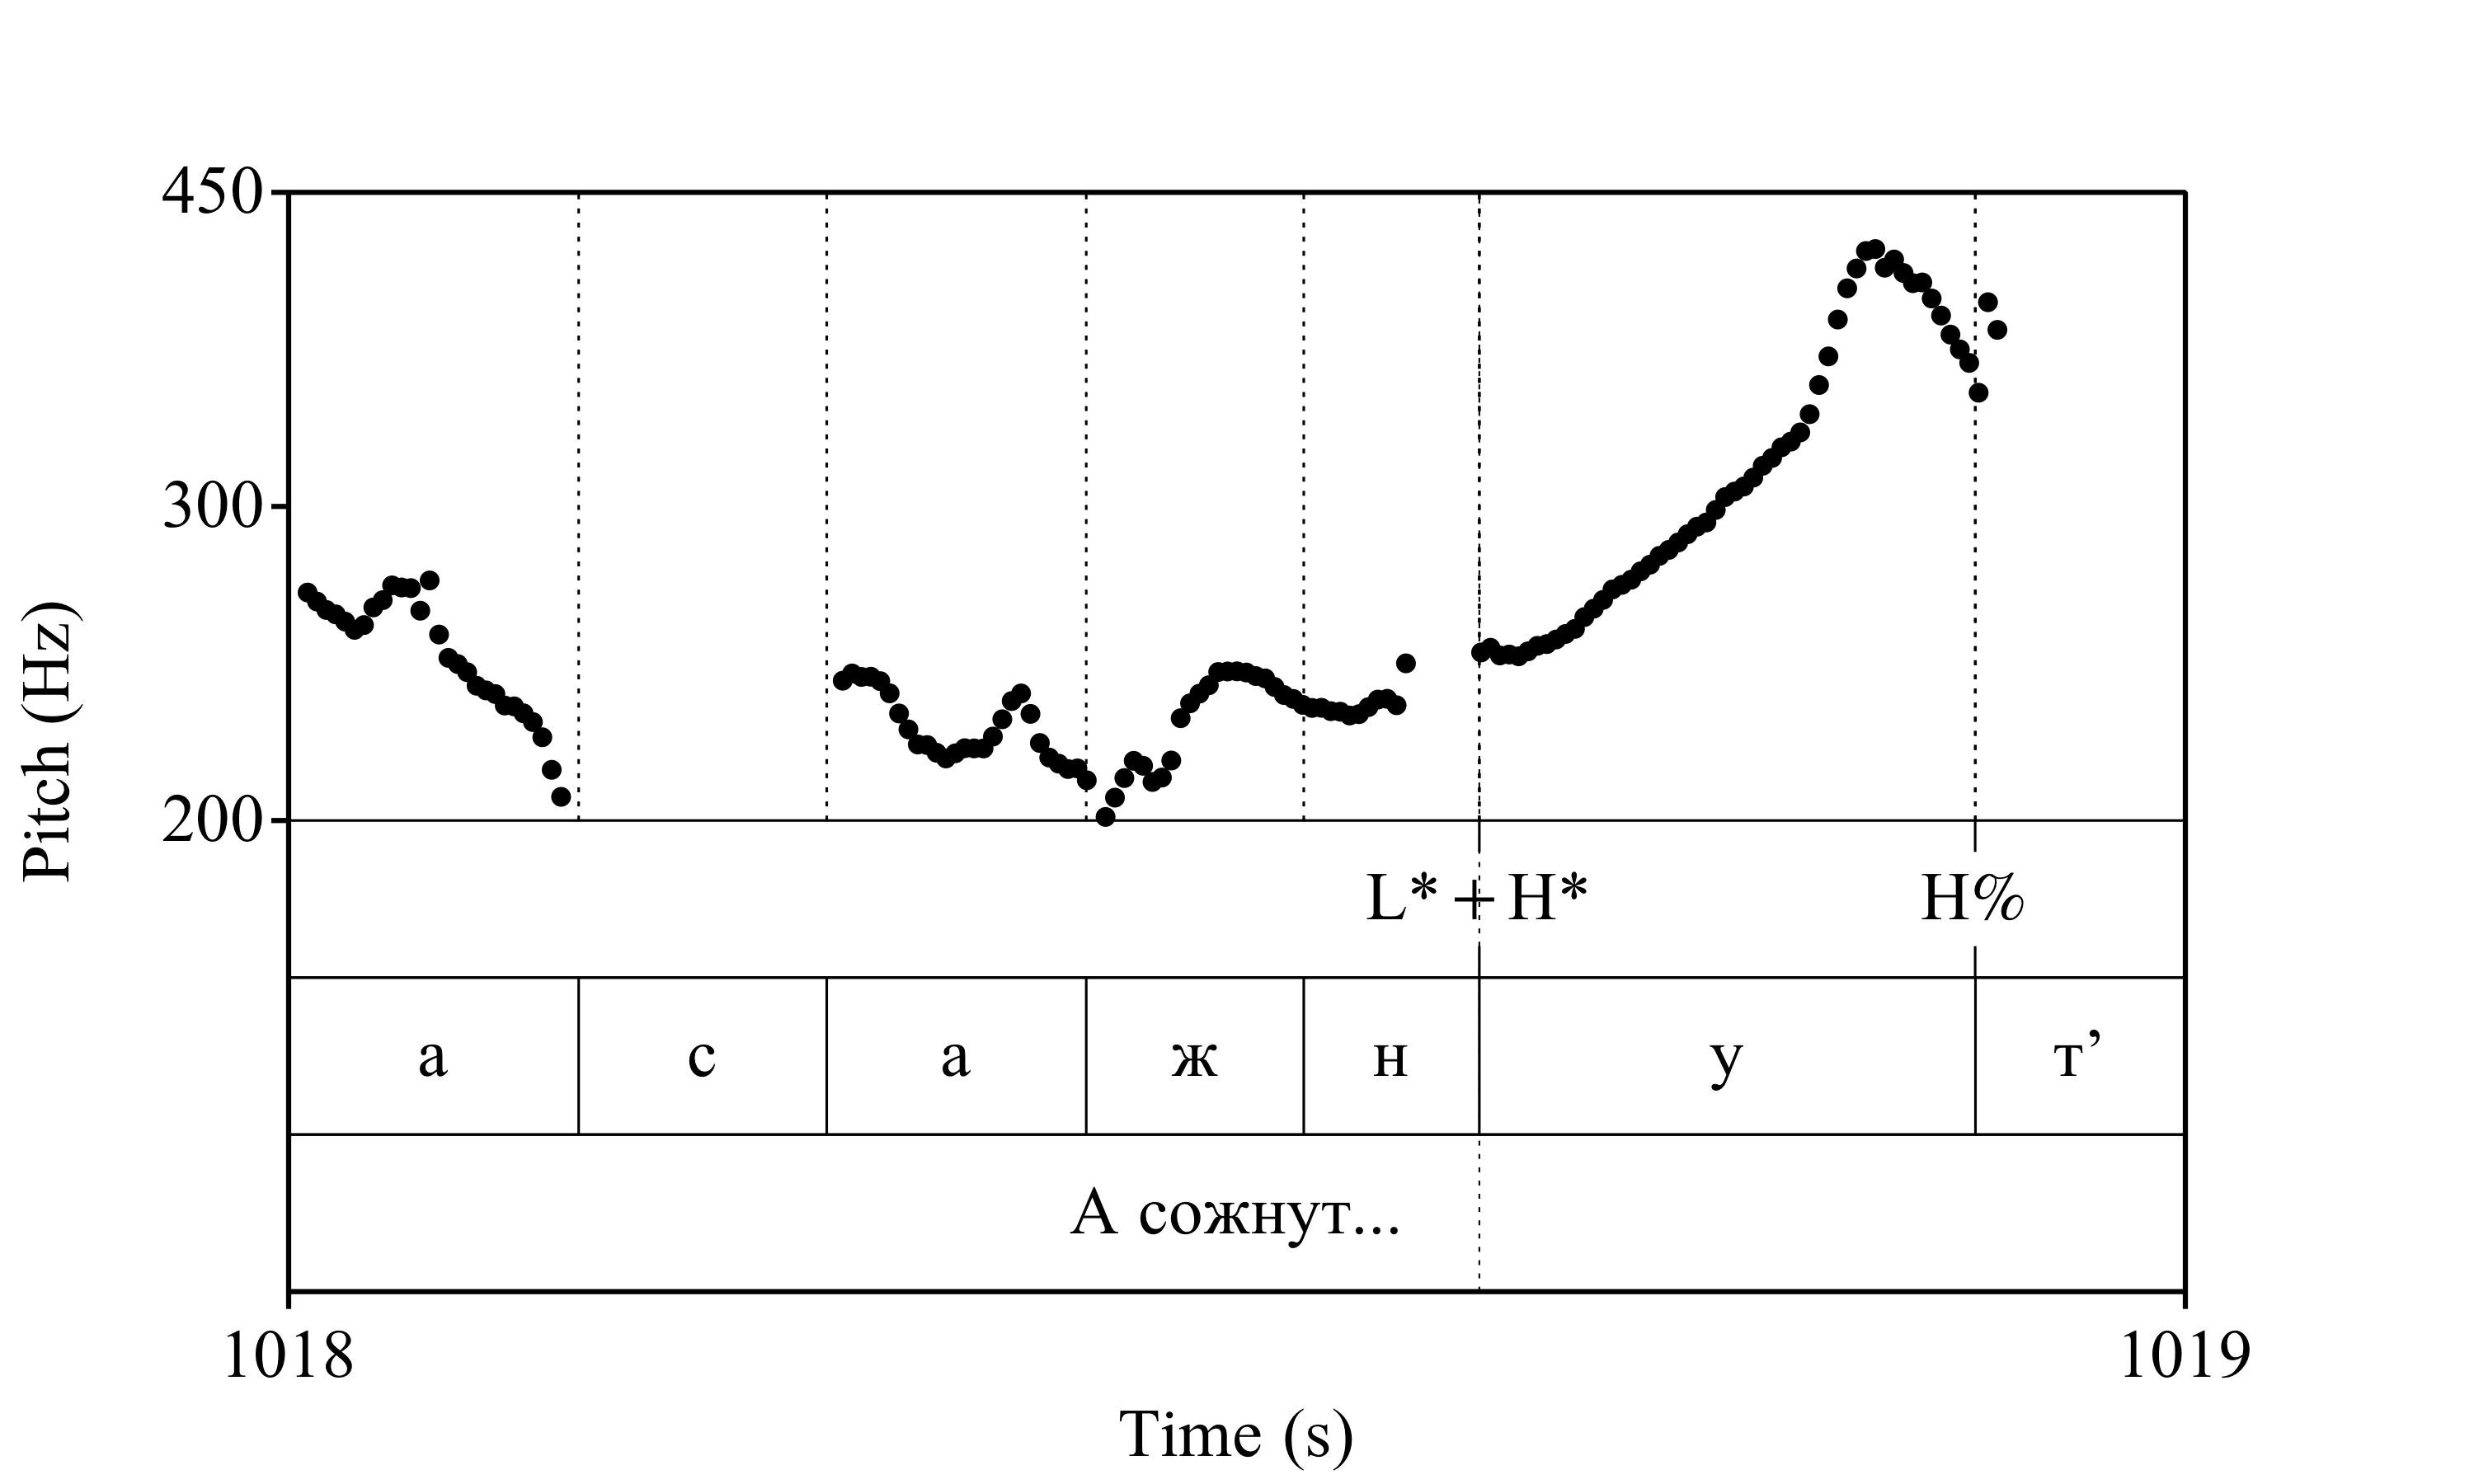 450
300
200
Pitch (Hz)
L*+H* H%
а с а ж н у т’
А сожнут...
1018 1019
Time (s)